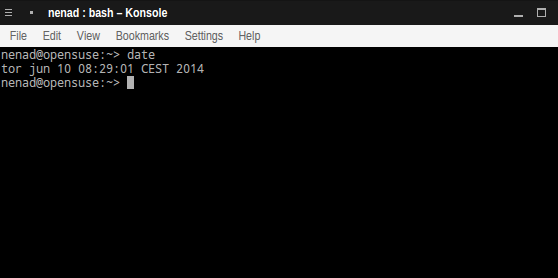 nenad : bash – Konsole
File Edit View Bookmarks Settings Help
nenad@opensuse:~> date
tor jun 10 08:29:01 CEST 2014
nenad@opensuse:~>